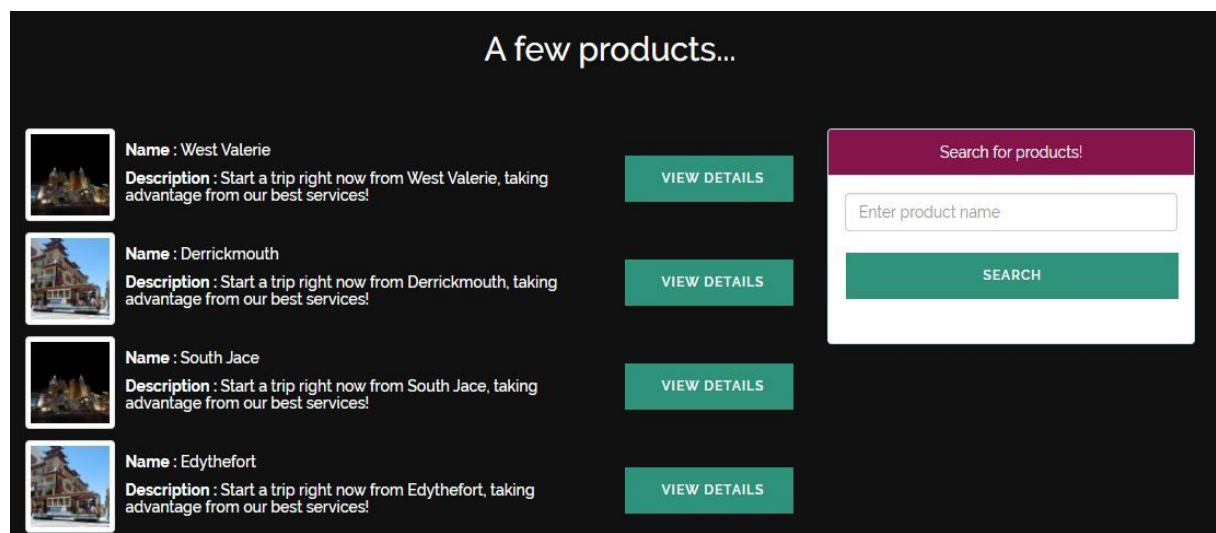 A few products...
Name : West Valerie
Description : Start a trip right now from West Valerie, taking
advantage from our best services!
VIEW DETAILS
Name : Derrickmouth
Description : Start a trip right now from Derrickmouth, taking
advantage from our best services!
VIEW DETAILS
Name : South Jace
Description : Start a trip right now from South Jace, taking
advantage from our best services!
VIEW DETAILS
Name : Edythefort
Description : Start a trip right now from Edythefort, taking
advantage from our best services!
VIEW DETAILS
Search for products!
Enter product name
SEARCH